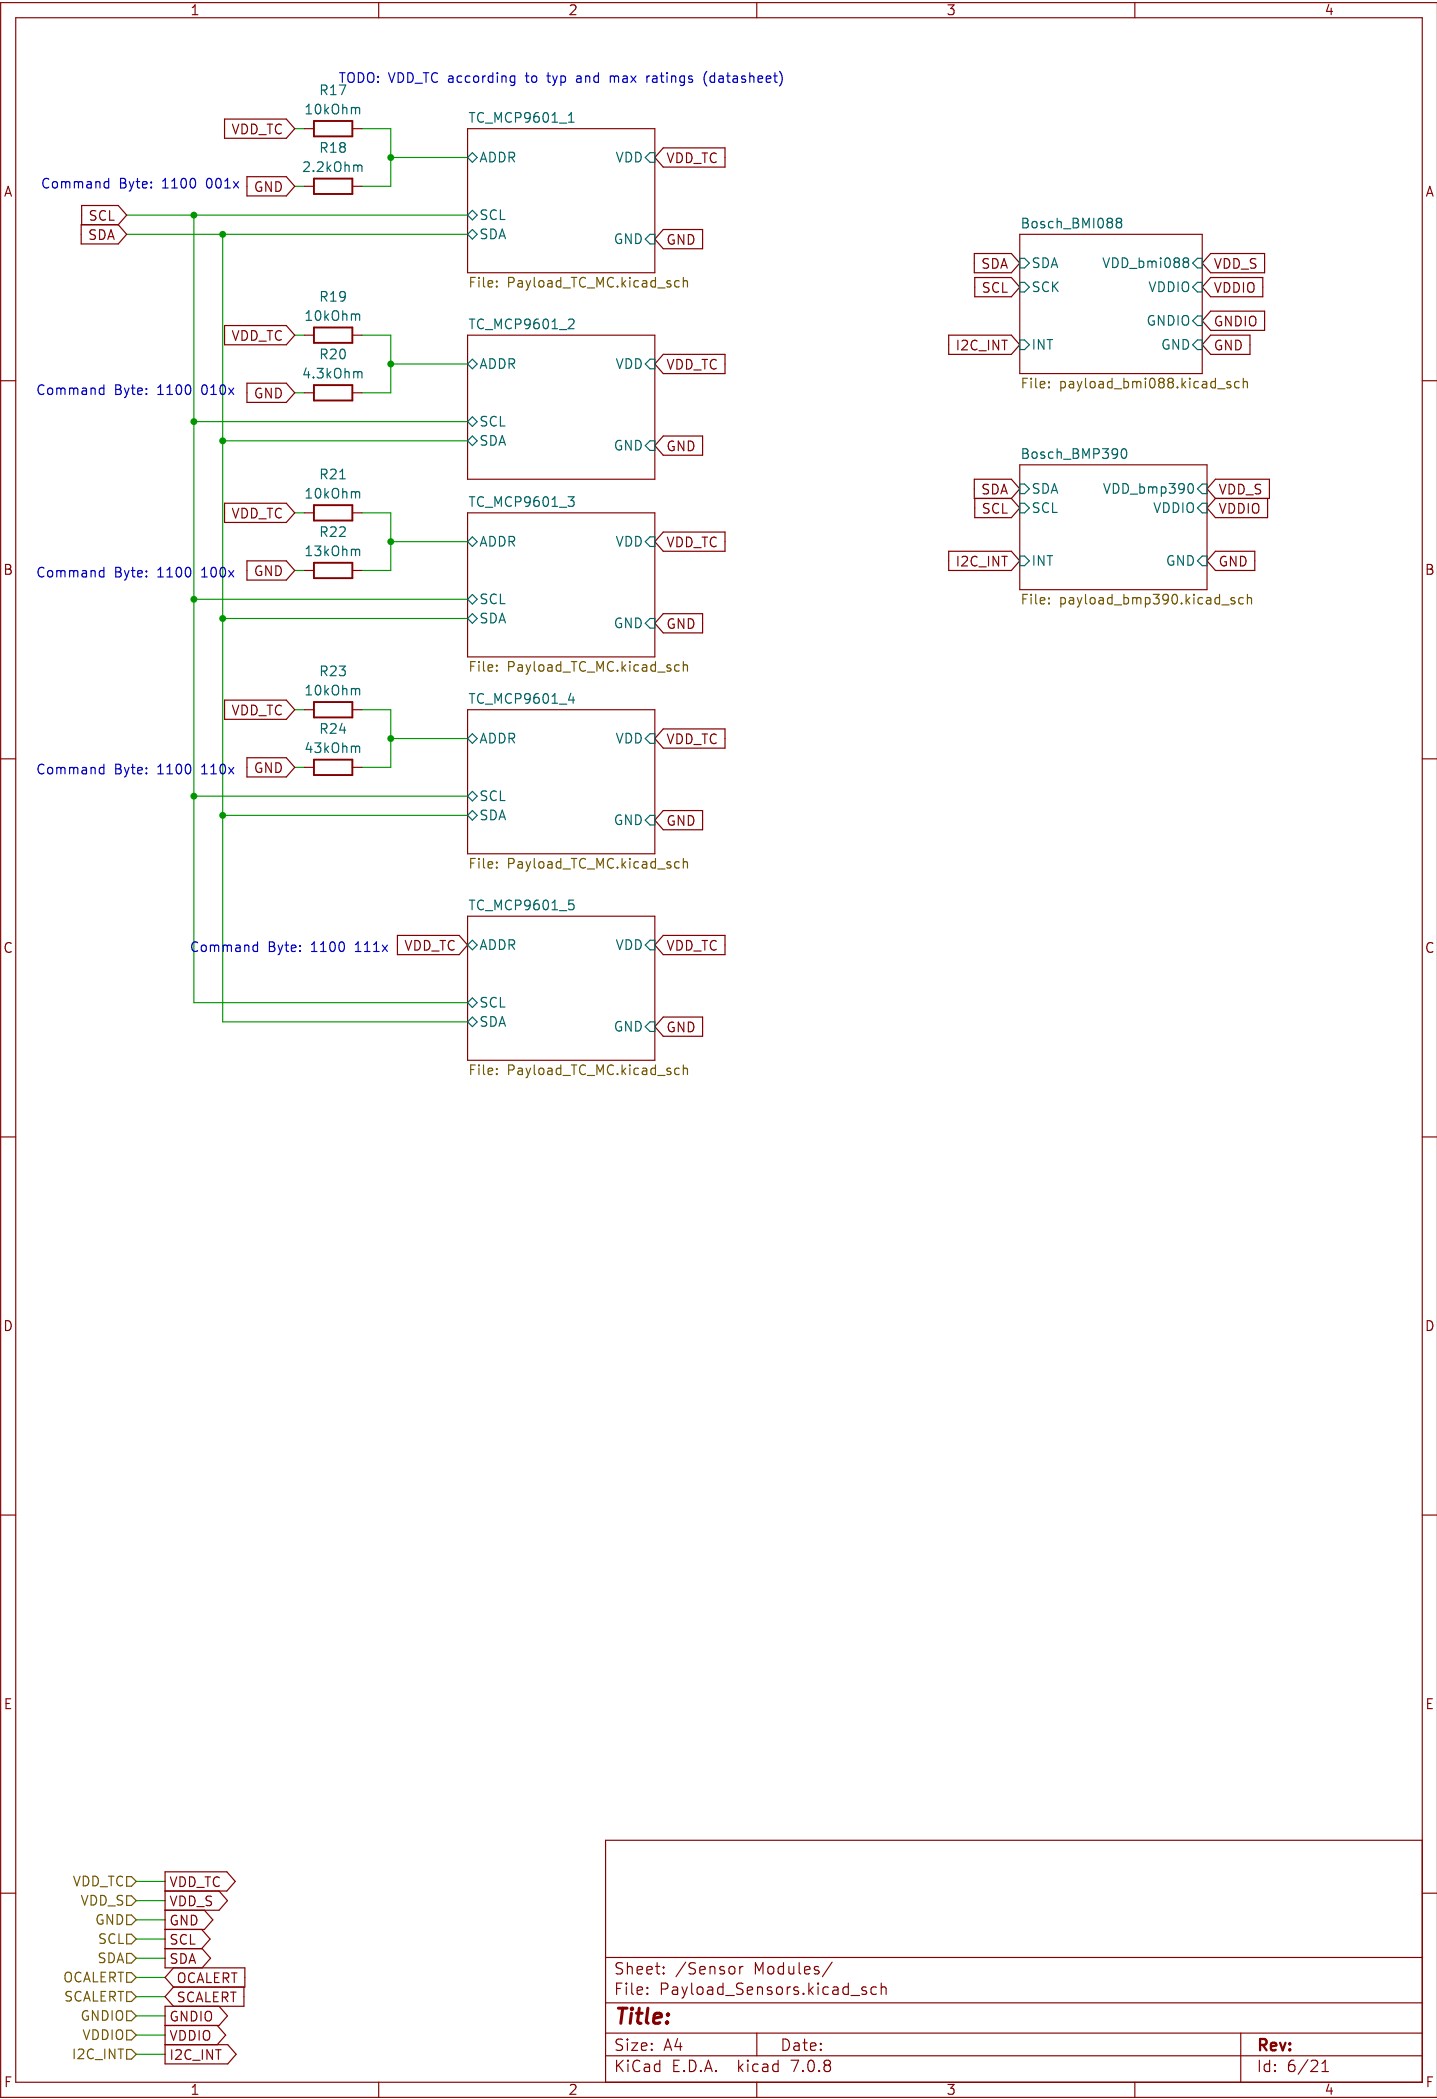 1 2 3 4
TODO: VDD_TC according to typ and max ratings (datasheet)
R17
10kOhm
VDD_TC
R18
2.2kOhm
Command Byte: 1100 001x
GND
SCL
SDA
TC_MCP9601_1
ADDR
VDD
VDD_TC
SCL
SDA
GND
GND
File: Payload_TC_MC.kicad_sch
R19
10kOhm
VDD_TC
R20
4.3kOhm
Command Byte: 1100 010x
GND
TC_MCP9601_2
ADDR
VDD
VDD_TC
SCL
SDA
GND
GND
R21
10kOhm
VDD_TC
R22
13kOhm
Command Byte: 1100 100x
GND
TC_MCP9601_3
ADDR
VDD
VDD_TC
SCL
SDA
GND
GND
File: Payload_TC_MC.kicad_sch
R23
10kOhm
VDD_TC
R24
43kOhm
Command Byte: 1100 110x
GND
TC_MCP9601_4
ADDR
VDD
VDD_TC
SCL
SDA
GND
GND
File: Payload_TC_MC.kicad_sch
Command Byte: 1100 111x
VDD_TC
TC_MCP9601_5
ADDR
VDD
VDD_TC
SCL
SDA
GND
GND
File: Payload_TC_MC.kicad_sch
Bosch_BMI088
SDA
SDA
VDD_bmi088
VDD_S
SCL
SCK
VDDIO
VDDIO
GNDIO
GNDIO
I2C_INT
INT
GND
GND
File: payload_bmi088.kicad_sch
Bosch_BMP390
SDA
SDA
VDD_bmp390
VDD_S
SCL
SCL
VDDIO
VDDIO
I2C_INT
INT
GND
GND
File: payload_bmp390.kicad_sch
A
A
B
B
C
C
D
D
E
E
F
F
VDD_TC VDD_TC
VDD_S VDD_S
GND GND
SCL SCL
SDA SDA
OCALERT OCALERT
SCALERT SCALERT
GNDIO GNDIO
VDDIO VDDIO
I2C_INT I2C_INT
Sheet: /Sensor Modules/
File: Payload_Sensors.kicad_sch
Title:
Size: A4
Date:
Rev:
KiCad E.D.A. kicad 7.0.8
Id: 6/21
1 2 3 4